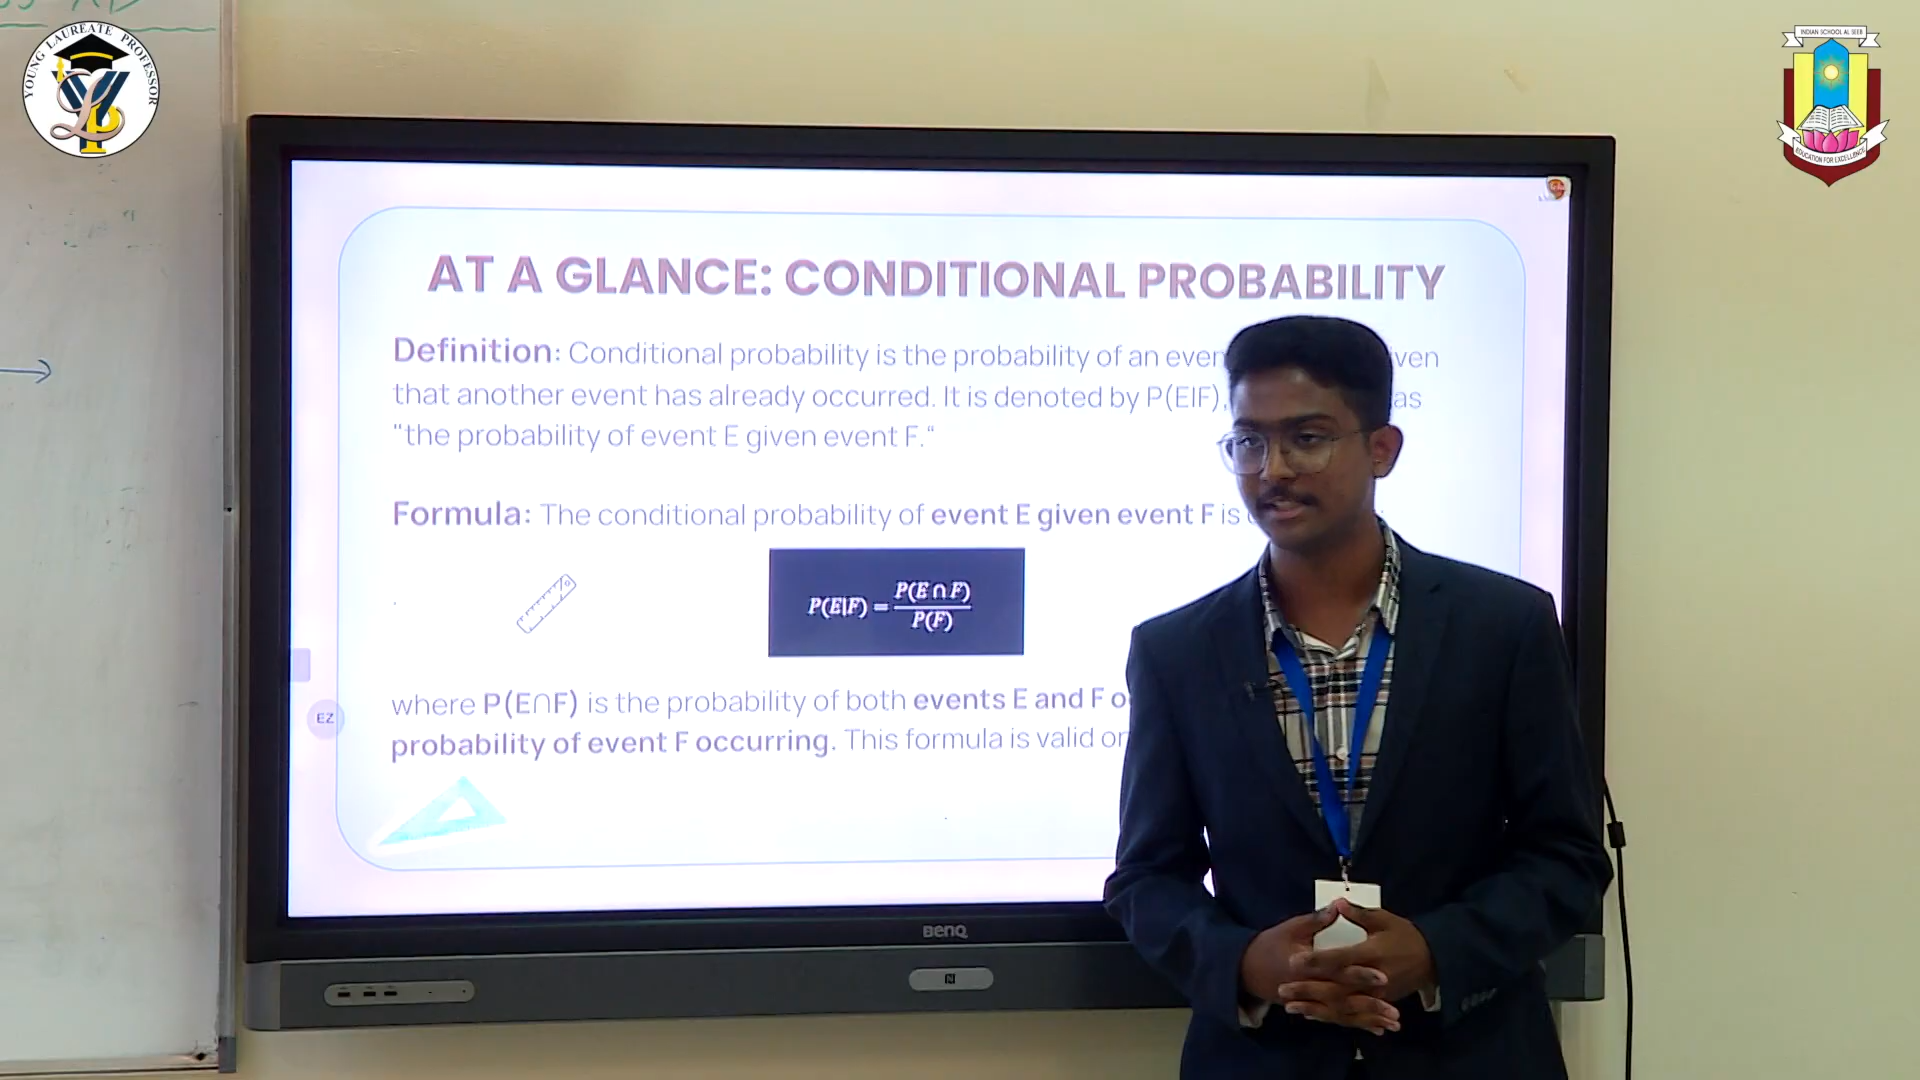 YOUNG LAUREATE PROFESSOR
INDIAN SCHOOL AL SEEB
EDUCATION FOR EXCELLENCE
AT A GLANCE: CONDITIONAL PROBABILITY
Definition: Conditional probability is the probability of an even iven
that another event has already occurred. It is denoted by P(E|F), as
"the probability of event E given event F.“
Formula: The conditional probability of event E given event F is
P(E|F) = P(E ∩ F) / P(F)
where P(E∩F) is the probability of both events E and F o
EZ
probability of event F occurring. This formula is valid on
BenQ